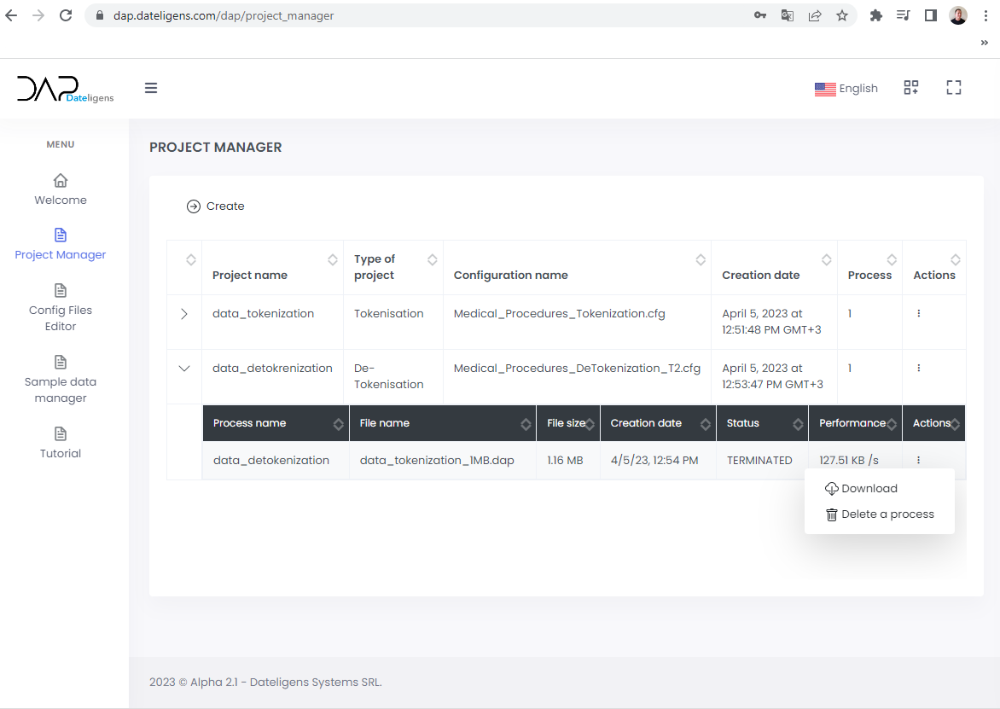 dap.dateligens.com/dap/project_manager
»
DAP Dateligens
English
MENU
Welcome
Project Manager
Config Files
Editor
Sample data
manager
Tutorial
PROJECT MANAGER
Create
Project name
Type of
project
Configuration name
Creation date
Process
Actions
data_tokenization
Tokenisation
Medical_Procedures_Tokenization.cfg
April 5, 2023 at
12:51:48 PM GMT+3
1
data_detokrenization
De-
Tokenisation
Medical_Procedures_DeTokenization_T2.cfg
April 5, 2023 at
12:53:47 PM GMT+3
1
Process name
File name
File size
Creation date
Status
Performance
Actions
data_detokenization
data_tokenization_1MB.dap
1.16 MB
4/5/23, 12:54 PM
TERMINATED
127.51 KB /s
Download
Delete a process
2023 © Alpha 2.1 - Dateligens Systems SRL.